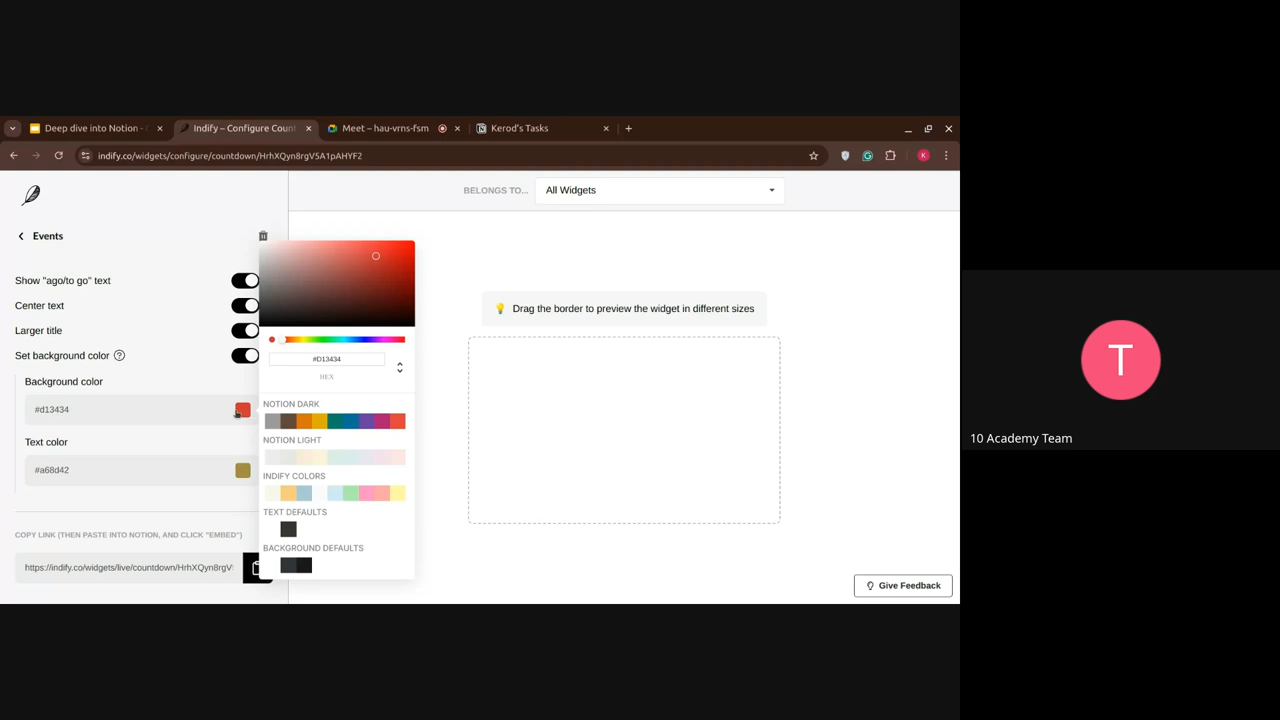 Deep dive into Notion - G
Indify – Configure Coun
Meet – hau-vrns-fsm
Kerod's Tasks
indify.co/widgets/configure/countdown/HrhXQyn8rgV5A1pAHYF2
K
BELONGS TO...
All Widgets
Events
Show "ago/to go" text
Center text
Larger title
Set background color
?
Background color
#d13434
Text color
#a68d42
COPY LINK (THEN PASTE INTO NOTION, AND CLICK "EMBED")
https://indify.co/widgets/live/countdown/HrhXQyn8rgV5
#D13434
HEX
NOTION DARK
NOTION LIGHT
INDIFY COLORS
TEXT DEFAULTS
BACKGROUND DEFAULTS
Drag the border to preview the widget in different sizes
Give Feedback
T
10 Academy Team